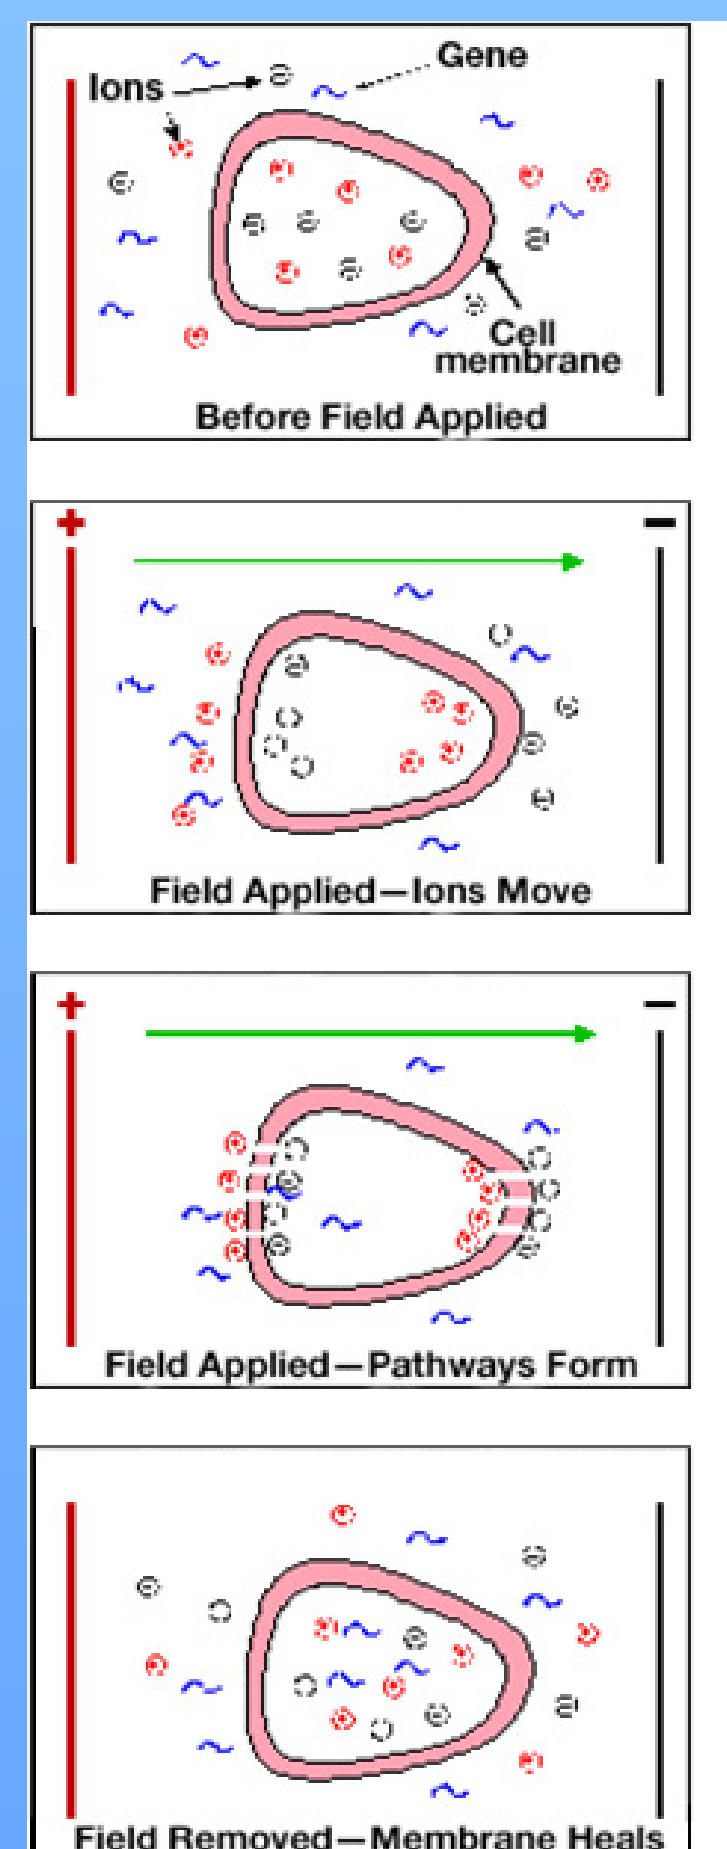 Gene
Ions
Cell
membrane
Before Field Applied
+ −
Field Applied—Ions Move
+ −
Field Applied—Pathways Form
Field Removed—Membrane Heals